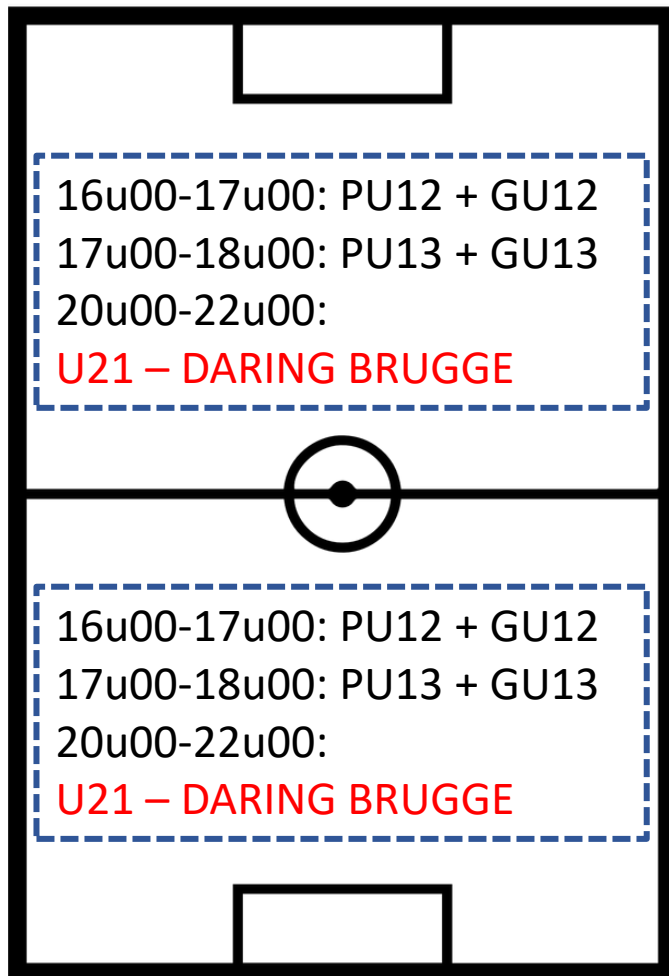 16u00-17u00: PU12 + GU12
17u00-18u00: PU13 + GU13
20u00-22u00:
U21 – DARING BRUGGE
16u00-17u00: PU12 + GU12
17u00-18u00: PU13 + GU13
20u00-22u00:
U21 – DARING BRUGGE